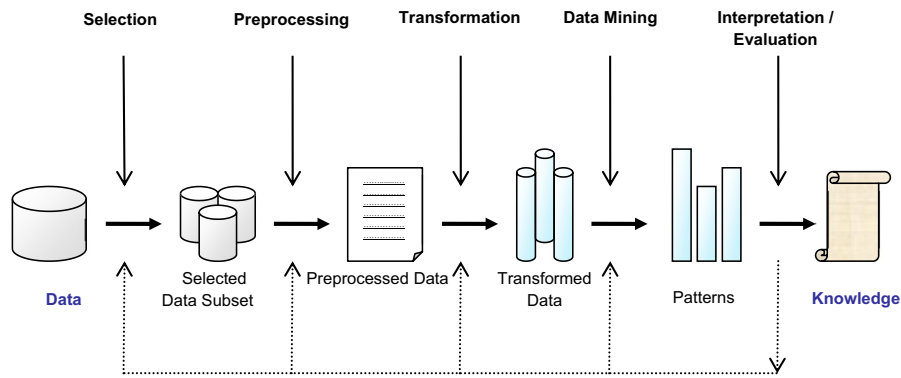 Selection
Preprocessing
Transformation
Data Mining
Interpretation /
Evaluation
Data
Selected
Data Subset
Preprocessed Data
Transformed
Data
Patterns
Knowledge